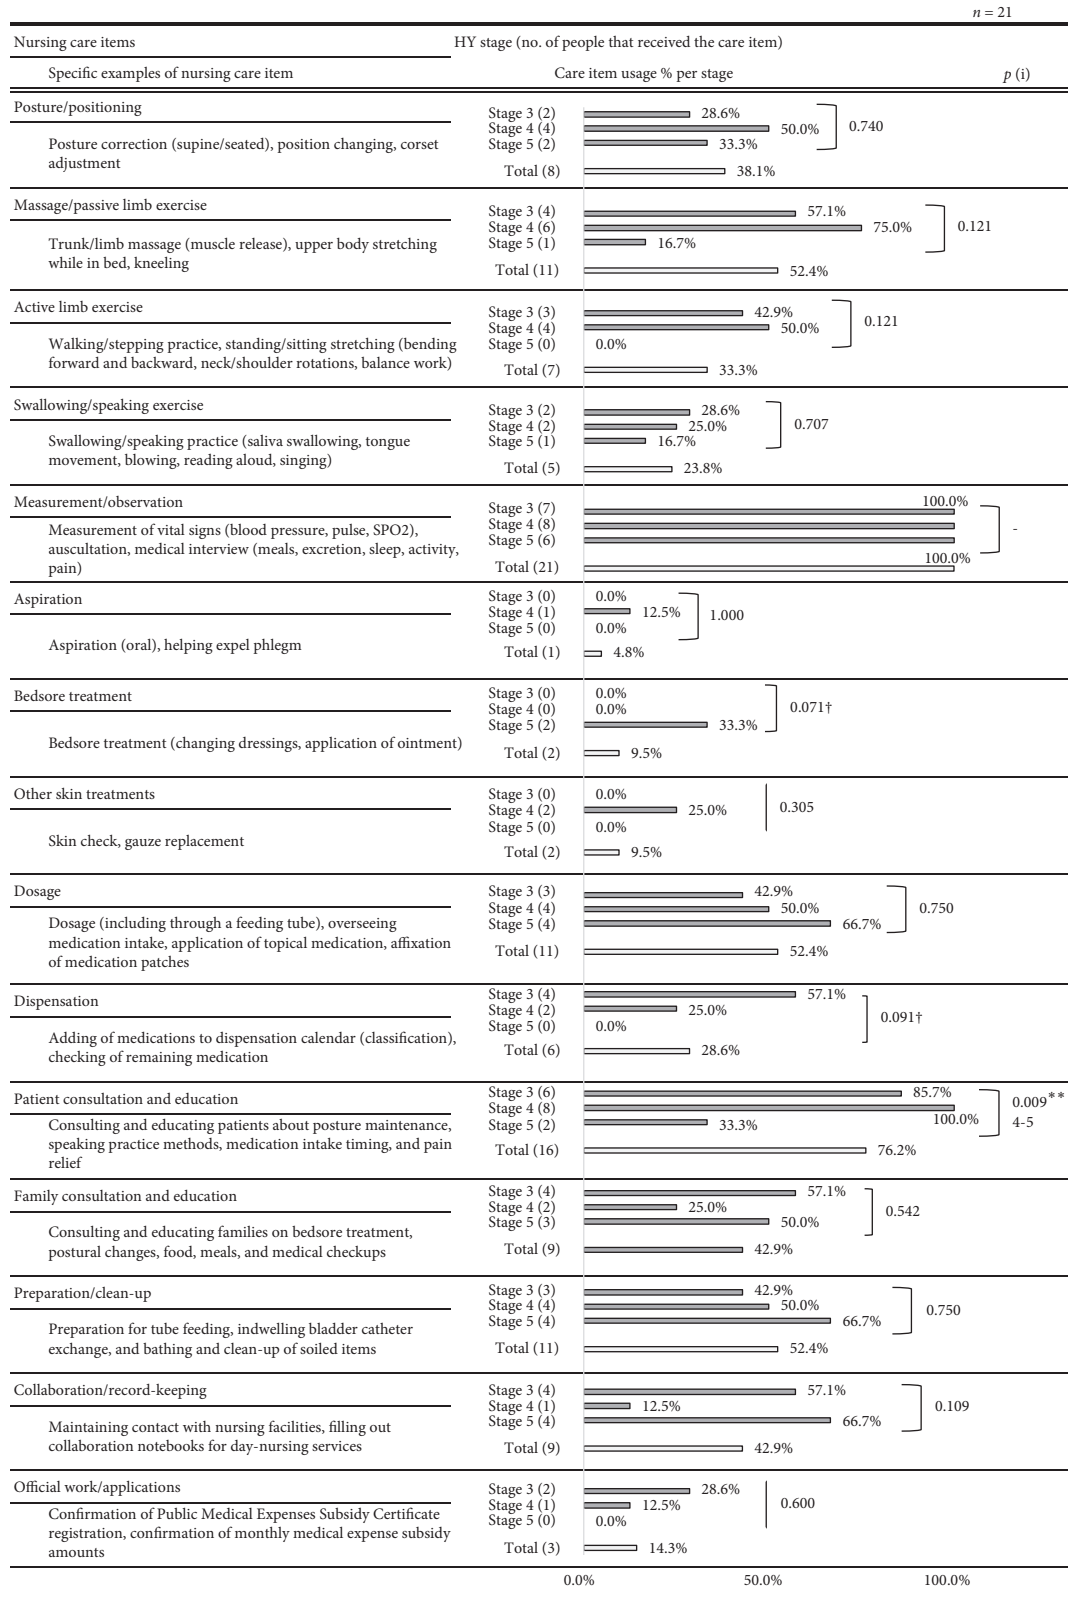 n = 21
Nursing care items HY stage (no. of people that received the care item)
Specific examples of nursing care item Care item usage % per stage p (i)
Posture/positioning
Posture correction (supine/seated), position changing, corset
adjustment
Stage 3 (2) 28.6%
Stage 4 (4) 50.0%
Stage 5 (2) 33.3%
0.740
Total (8) 38.1%
Massage/passive limb exercise
Trunk/limb massage (muscle release), upper body stretching
while in bed, kneeling
Stage 3 (4) 57.1%
Stage 4 (6) 75.0%
Stage 5 (1) 16.7%
0.121
Total (11) 52.4%
Active limb exercise
Walking/stepping practice, standing/sitting stretching (bending
forward and backward, neck/shoulder rotations, balance work)
Stage 3 (3) 42.9%
Stage 4 (4) 50.0%
Stage 5 (0) 0.0%
0.121
Total (7) 33.3%
Swallowing/speaking exercise
Swallowing/speaking practice (saliva swallowing, tongue
movement, blowing, reading aloud, singing)
Stage 3 (2) 28.6%
Stage 4 (2) 25.0%
Stage 5 (1) 16.7%
0.707
Total (5) 23.8%
Measurement/observation
Measurement of vital signs (blood pressure, pulse, SPO2),
auscultation, medical interview (meals, excretion, sleep, activity,
pain)
Stage 3 (7) 100.0%
Stage 4 (8)
Stage 5 (6)
-
Total (21) 100.0%
Aspiration
Aspiration (oral), helping expel phlegm
Stage 3 (0) 0.0%
Stage 4 (1) 12.5%
Stage 5 (0) 0.0%
1.000
Total (1) 4.8%
Bedsore treatment
Bedsore treatment (changing dressings, application of ointment)
Stage 3 (0) 0.0%
Stage 4 (0) 0.0%
Stage 5 (2) 33.3%
0.071†
Total (2) 9.5%
Other skin treatments
Skin check, gauze replacement
Stage 3 (0) 0.0%
Stage 4 (2) 25.0%
Stage 5 (0) 0.0%
0.305
Total (2) 9.5%
Dosage
Dosage (including through a feeding tube), overseeing
medication intake, application of topical medication, affixation
of medication patches
Stage 3 (3) 42.9%
Stage 4 (4) 50.0%
Stage 5 (4) 66.7%
0.750
Total (11) 52.4%
Dispensation
Adding of medications to dispensation calendar (classification),
checking of remaining medication
Stage 3 (4) 57.1%
Stage 4 (2) 25.0%
Stage 5 (0) 0.0%
0.091†
Total (6) 28.6%
Patient consultation and education
Consulting and educating patients about posture maintenance,
speaking practice methods, medication intake timing, and pain
relief
Stage 3 (6) 85.7%
Stage 4 (8) 100.0%
Stage 5 (2) 33.3%
0.009**
4-5
Total (16) 76.2%
Family consultation and education
Consulting and educating families on bedsore treatment,
postural changes, food, meals, and medical checkups
Stage 3 (4) 57.1%
Stage 4 (2) 25.0%
Stage 5 (3) 50.0%
0.542
Total (9) 42.9%
Preparation/clean-up
Preparation for tube feeding, indwelling bladder catheter
exchange, and bathing and clean-up of soiled items
Stage 3 (3) 42.9%
Stage 4 (4) 50.0%
Stage 5 (4) 66.7%
0.750
Total (11) 52.4%
Collaboration/record-keeping
Maintaining contact with nursing facilities, filling out
collaboration notebooks for day-nursing services
Stage 3 (4) 57.1%
Stage 4 (1) 12.5%
Stage 5 (4) 66.7%
0.109
Total (9) 42.9%
Official work/applications
Confirmation of Public Medical Expenses Subsidy Certificate
registration, confirmation of monthly medical expense subsidy
amounts
Stage 3 (2) 28.6%
Stage 4 (1) 12.5%
Stage 5 (0) 0.0%
0.600
Total (3) 14.3%
0.0% 50.0% 100.0%